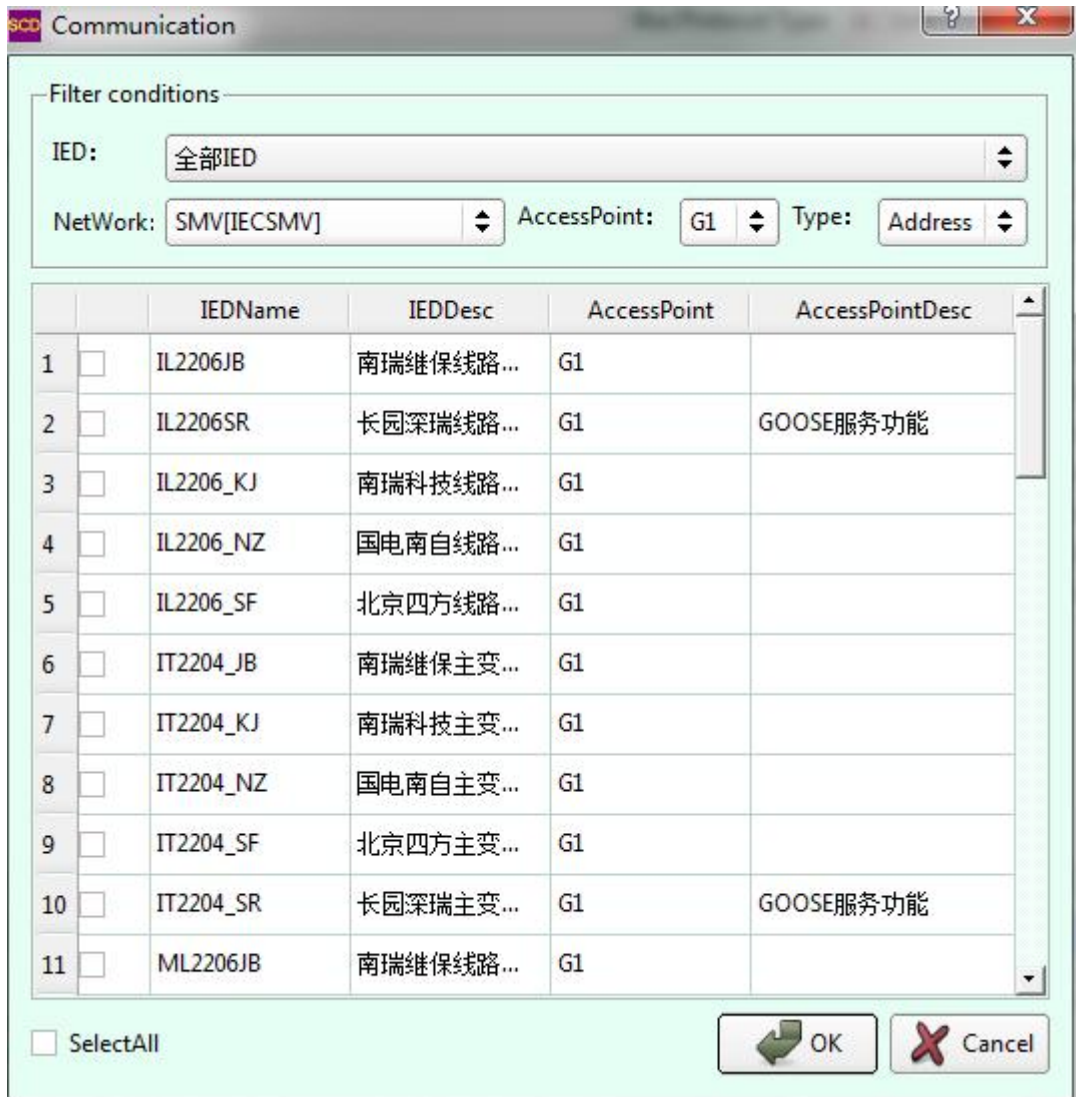 SCD Communication
Filter conditions
IED: 全部IED
NetWork: SMV[IECSMV] AccessPoint: G1 Type: Address
IEDName IEDDesc AccessPoint AccessPointDesc
1 IL2206JB 南瑞继保线路... G1
2 IL2206SR 长园深瑞线路... G1 GOOSE服务功能
3 IL2206_KJ 南瑞科技线路... G1
4 IL2206_NZ 国电南自线路... G1
5 IL2206_SF 北京四方线路... G1
6 IT2204_JB 南瑞继保主变... G1
7 IT2204_KJ 南瑞科技主变... G1
8 IT2204_NZ 国电南自主变... G1
9 IT2204_SF 北京四方主变... G1
10 IT2204_SR 长园深瑞主变... G1 GOOSE服务功能
11 ML2206JB 南瑞继保线路... G1
SelectAll OK Cancel